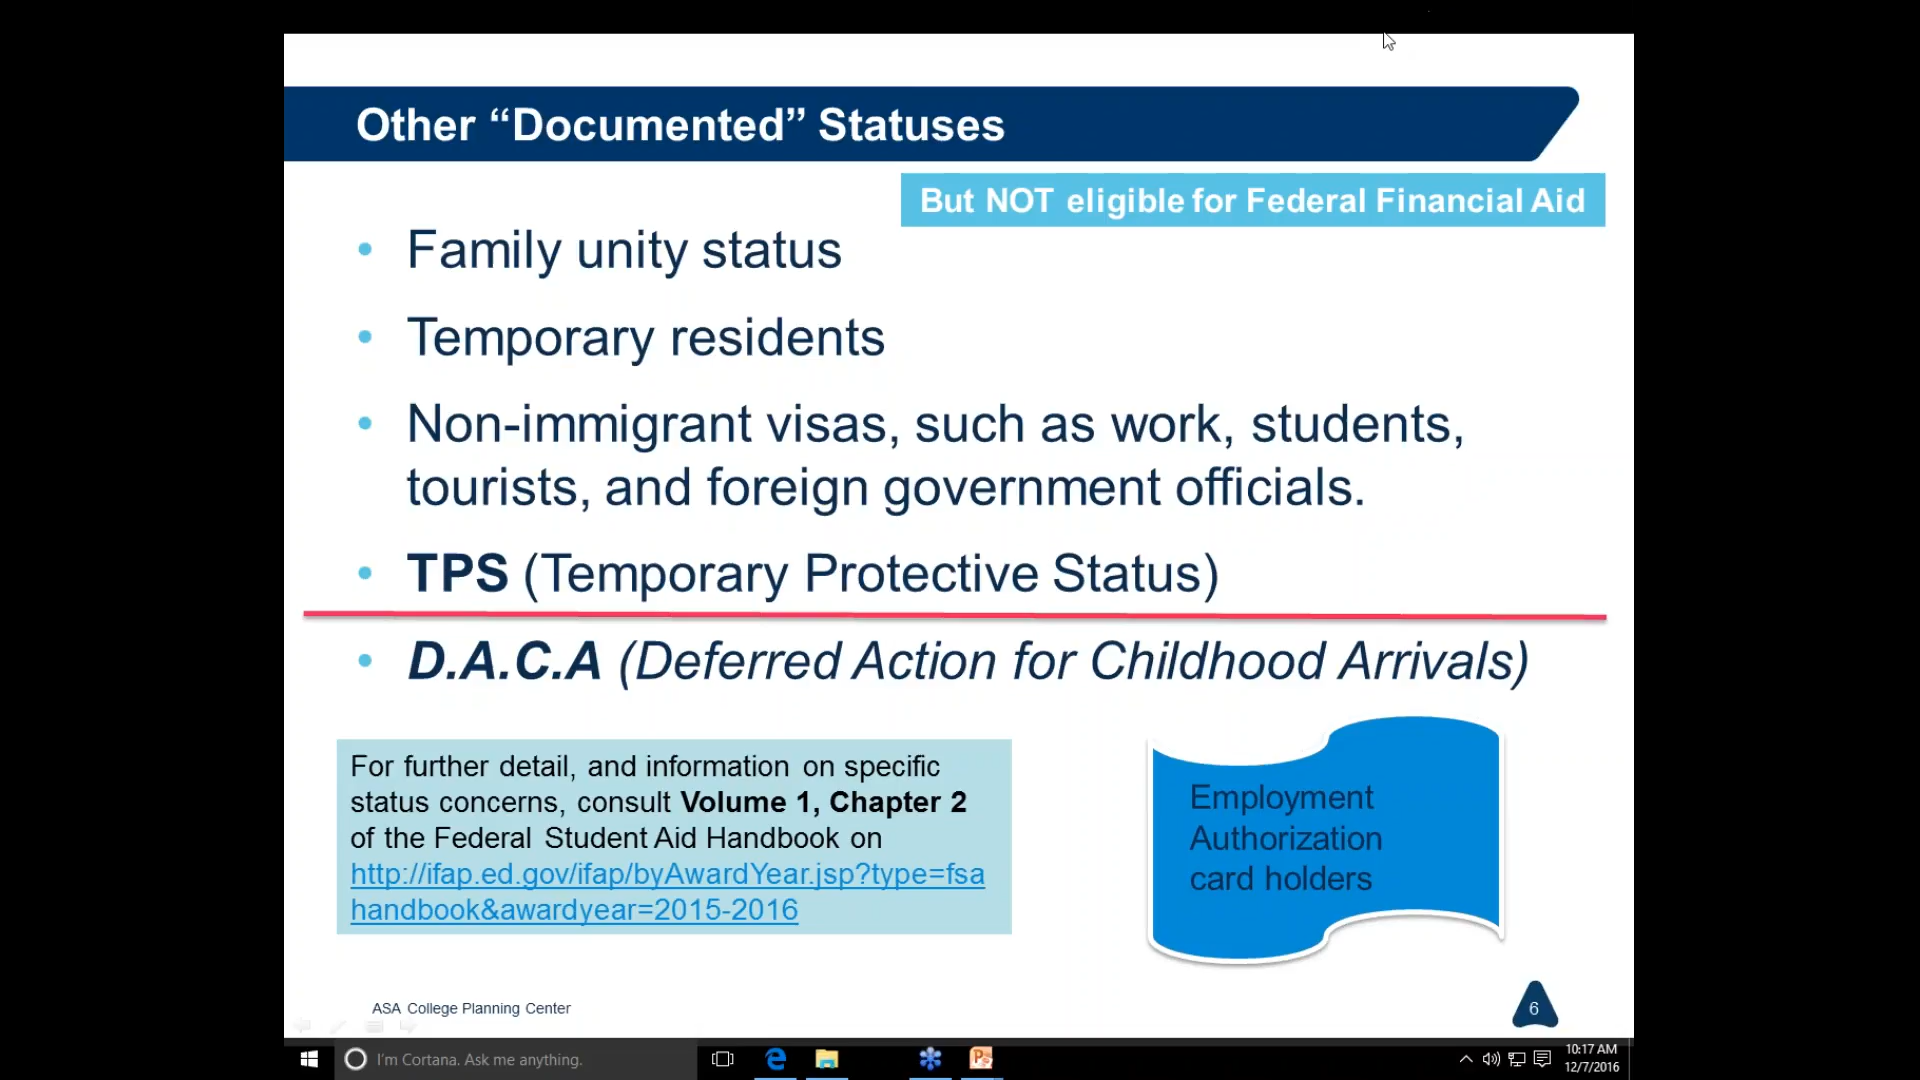 Other “Documented” Statuses
But NOT eligible for Federal Financial Aid
• Family unity status
• Temporary residents
• Non-immigrant visas, such as work, students,
tourists, and foreign government officials.
• TPS (Temporary Protective Status)
• D.A.C.A (Deferred Action for Childhood Arrivals)
For further detail, and information on specific
status concerns, consult Volume 1, Chapter 2
of the Federal Student Aid Handbook on
http://ifap.ed.gov/ifap/byAwardYear.jsp?type=fsa
handbook&awardyear=2015-2016
Employment
Authorization
card holders
ASA College Planning Center
6
I'm Cortana. Ask me anything.
10:17 AM
12/7/2016